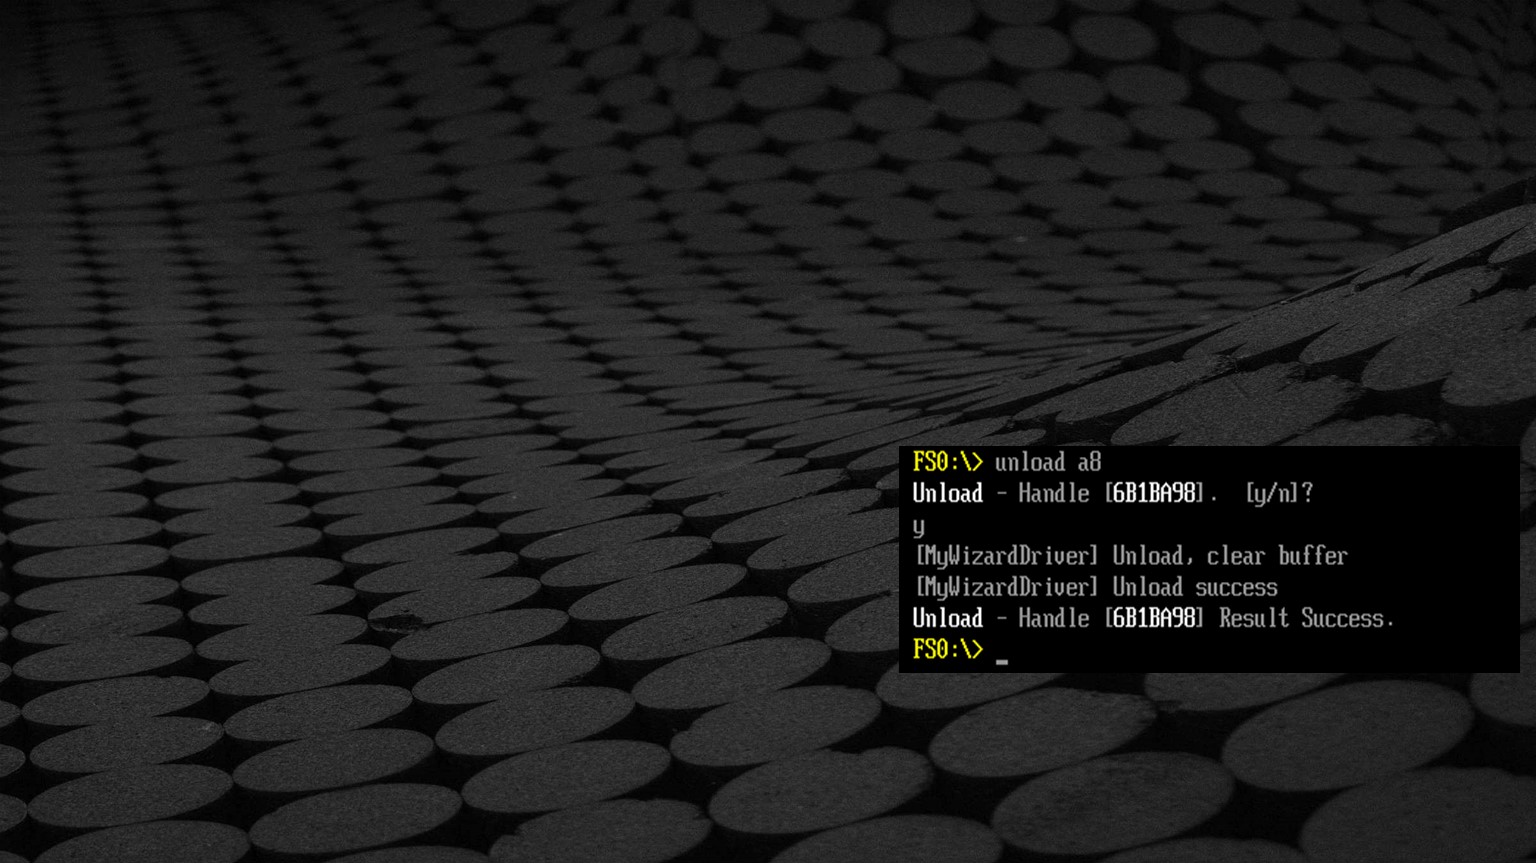 FS0:\> unload a8
Unload - Handle [6B1BA98].  [y/n]?
y
[MyWizardDriver] Unload, clear buffer
[MyWizardDriver] Unload success
Unload - Handle [6B1BA98] Result Success.
FS0:\> _